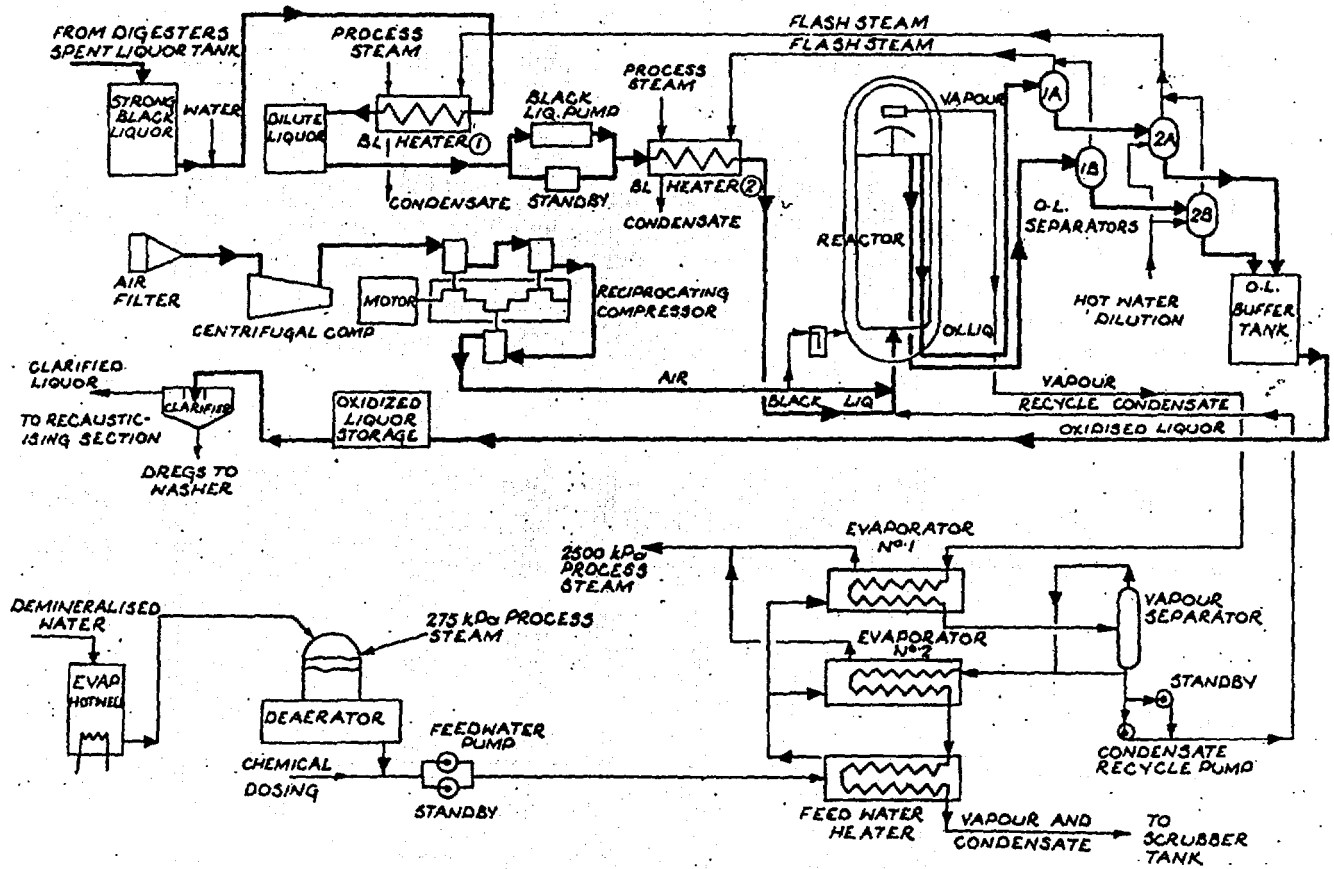 FROM DIGESTERS
SPENT LIQUOR TANK
STRONG
BLACK
LIQUOR
WATER
PROCESS
STEAM
DILUTE
LIQUOR
BL HEATER 1
CONDENSATE
BLACK
LIQ. PUMP
STANDBY
PROCESS
STEAM
BL HEATER 2
CONDENSATE
FLASH STEAM
FLASH STEAM
VAPOUR
REACTOR
OX.LIQ
1A
2A
1B
2B
O.L.
SEPARATORS
HOT WATER
DILUTION
O.L.
BUFFER
TANK
AIR
FILTER
CENTRIFUGAL COMP
MOTOR
RECIPROCATING
COMPRESSOR
AIR
BLACK LIQ
VAPOUR
RECYCLE CONDENSATE
OXIDISED LIQUOR
CLARIFIED
LIQUOR
CLARIFIER
TO RECAUSTIC-
ISING SECTION
DREGS TO
WASHER
OXIDIZED
LIQUOR
STORAGE
2500 kPa
PROCESS
STEAM
EVAPORATOR
No.1
EVAPORATOR
No.2
VAPOUR
SEPARATOR
STANDBY
CONDENSATE
RECYCLE PUMP
DEMINERALISED
WATER
EVAP
HOTWELL
275 kPa PROCESS
STEAM
DEAERATOR
CHEMICAL
DOSING
FEEDWATER
PUMP
STANDBY
FEED WATER
HEATER
VAPOUR AND
CONDENSATE
TO
SCRUBBER
TANK